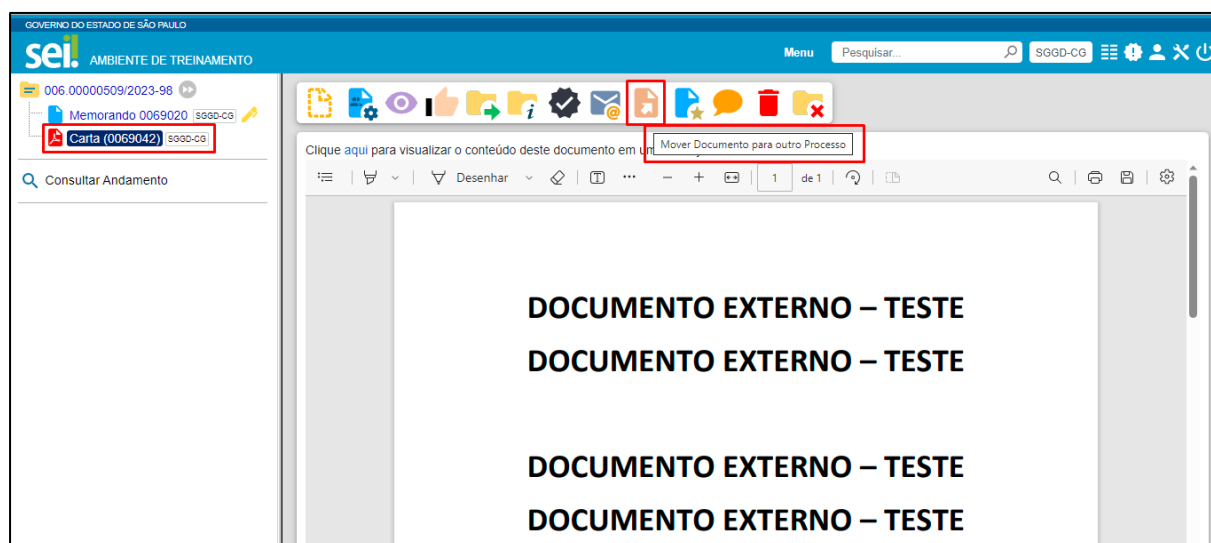 GOVERNO DO ESTADO DE SÃO PAULO
sei! AMBIENTE DE TREINAMENTO
Menu Pesquisar... SGGD-CG
006.00000509/2023-98
Memorando 0069020 SGGD-CG
Carta (0069042) SGGD-CG
Consultar Andamento
Clique aqui para visualizar o conteúdo deste documento em
Mover Documento para outro Processo
Desenhar 1 de 1
DOCUMENTO EXTERNO – TESTE
DOCUMENTO EXTERNO – TESTE
DOCUMENTO EXTERNO – TESTE
DOCUMENTO EXTERNO – TESTE